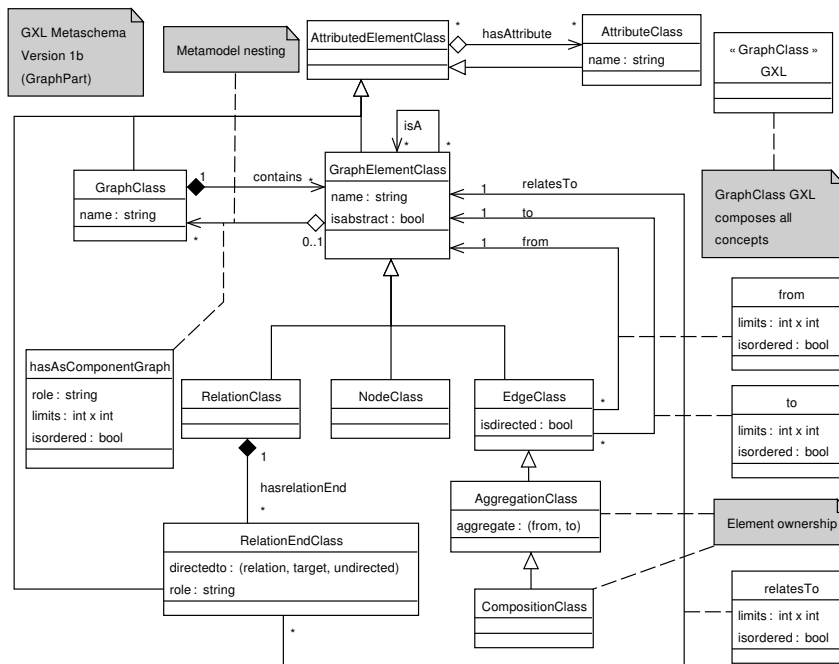 GXL Metaschema
Version 1b
(GraphPart)
Metamodel nesting
AttributedElementClass
*
hasAttribute
*
AttributeClass
name : string
« GraphClass »
GXL
isA
*
*
GraphClass
name : string
1
contains
*
*
0..1
GraphElementClass
name : string
isabstract : bool
1
relatesTo
1
to
1
from
GraphClass GXL
composes all
concepts
from
limits : int x int
isordered : bool
hasAsComponentGraph
role : string
limits : int x int
isordered : bool
RelationClass
NodeClass
EdgeClass
isdirected : bool
*
*
to
limits : int x int
isordered : bool
1
hasrelationEnd
*
AggregationClass
aggregate : (from, to)
Element ownership
RelationEndClass
directedto : (relation, target, undirected)
role : string
*
CompositionClass
relatesTo
limits : int x int
isordered : bool